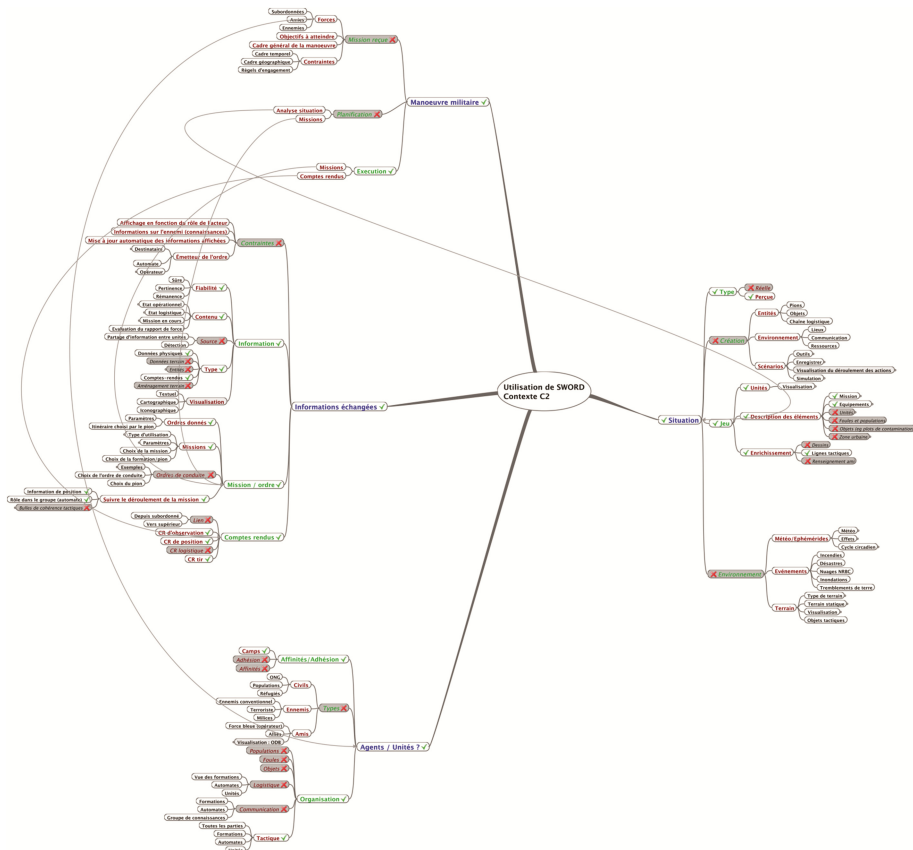 Utilisation de SWORD
Contexte C2
Manoeuvre militaire
Mission reçue
Forces
Subordonnées
Amies
Ennemies
Objectifs à atteindre
Cadre général de la manoeuvre
Contraintes
Cadre temporel
Cadre géographique
Règels d'engagement
Planification
Analyse situation
Missions
Execution
Missions
Comptes rendus
Informations échangées
Contraintes
Affichage en fonction du rôle de l'acteur
Informations sur l'ennemi (connaissances)
Mise à jour automatique des informations affichées
Emetteur de l'ordre
Destinataire
Automate
Opérateur
Information
Fiabilité
Sûre
Pertinence
Rémanence
Contenu
Etat opérationnel
Etat logistique
Mission en cours
Evaluation du rapport de force
Source
Partage d'information entre unités
Détection
Type
Données physiques
Données terrain
Entités
Comptes-rendus
Aménagement terrain
Visualisation
Textuel
Cartographique
Iconographique
Mission / ordre
Ordres donnés
Paramètres
Itinéraire choisi par le pion
Missions
Type d'utilisation
Paramètres
Choix de la mission
Choix de la formation/pion
Ordres de conduite
Exemples
Choix de l'ordre de conduite
Choix du pion
Suivre le déroulement de la mission
Information de position
Rôle dans le groupe (automate)
Bulles de cohérence tactiques
Comptes rendus
Lien
Depuis subordonné
Vers supérieur
CR d'observation
CR de position
CR logistique
CR tir
Agents / Unités ?
Affinités/Adhésion
Camps
Adhésion
Affinités
Types
Civils
ONG
Populations
Réfugiés
Ennemis
Ennemis conventionnel
Terroriste
Milices
Amis
Force bleue (opérateur)
Alliés
Visualisation : ODB
Organisation
Populations
Foules
Objets
Logistique
Vue des formations
Automates
Unités
Communication
Formations
Automates
Groupe de connaissances
Tactique
Toutes les parties
Formations
Automates
Situation
Type
Réelle
Perçue
Création
Entités
Pions
Objets
Chaîne logistique
Environnement
Lieux
Communication
Ressources
Scénarios
Outils
Enregistrer
Visualisation du déroulement des actions
Simulation
Jeu
Unités
Visualisation
Description des éléments
Mission
Equipements
Unités
Foules et populations
Zone urbaine
Enrichissement
Dessins
Lignes tactiques
Renseignement ami
Environnement
Météo/Ephémérides
Météo
Effets
Cycle circadien
Evènements
Incendies
Désastres
Nuages NRBC
Inondations
Tremblements de terre
Terrain
Type de terrain
Terrain statique
Visualisation
Objets tactiques